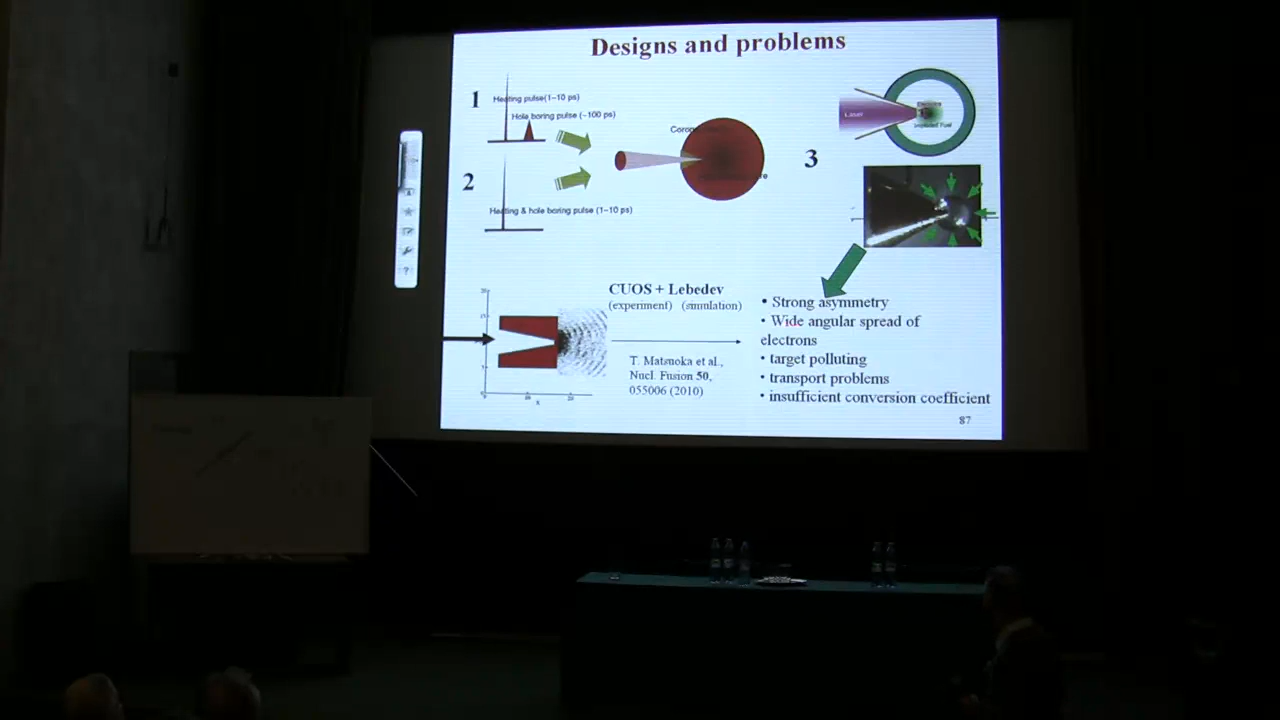 Designs and problems
1
Heating pulse(1-10 ps)
Hole boring pulse (~100 ps)
2
Heating & hole boring pulse (1-10 ps)
3
Laser
CUOS + Lebedev
(experiment) (simulation)
T. Matsuoka et al.,
Nucl. Fusion 50,
055006 (2010)
• Strong asymmetry
• Wide angular spread of
electrons
• target polluting
• transport problems
• insufficient conversion coefficient
87